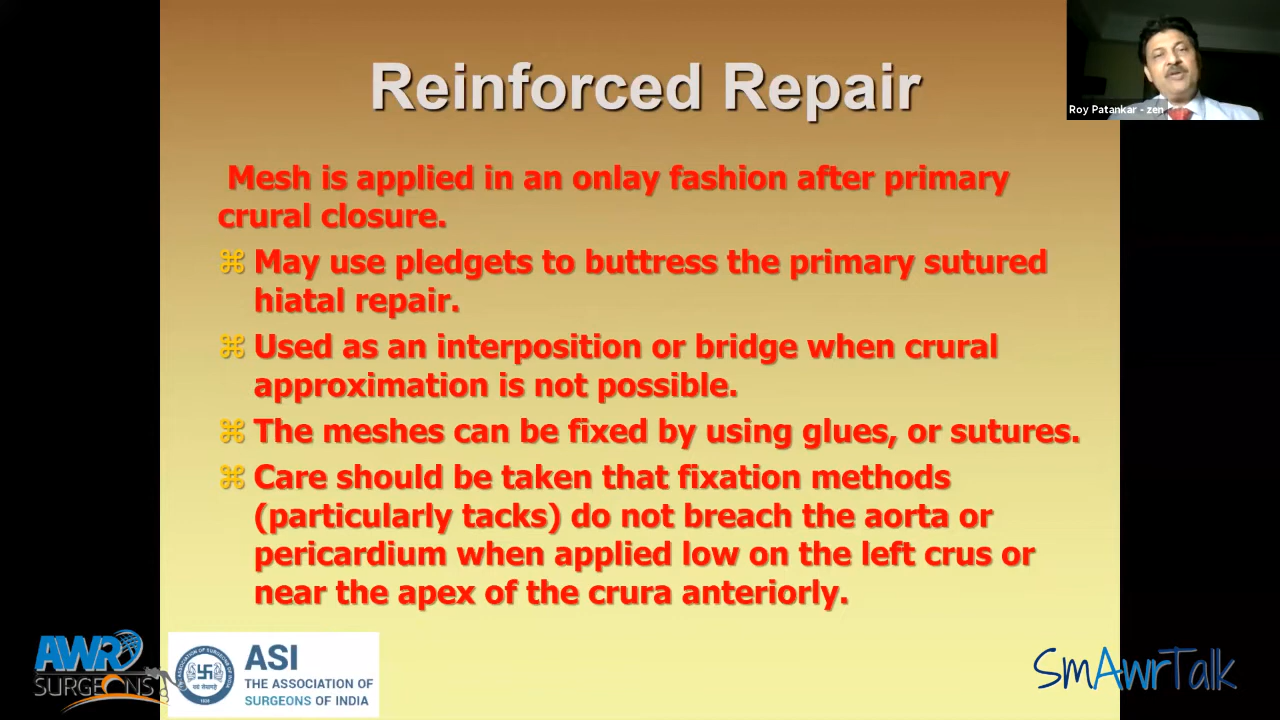 Reinforced Repair
Roy Patankar - zen
Mesh is applied in an onlay fashion after primary
crural closure.
⌘ May use pledgets to buttress the primary sutured
hiatal repair.
⌘ Used as an interposition or bridge when crural
approximation is not possible.
⌘ The meshes can be fixed by using glues, or sutures.
⌘ Care should be taken that fixation methods
(particularly tacks) do not breach the aorta or
pericardium when applied low on the left crus or
near the apex of the crura anteriorly.
AWR
SURGEONS
ASI
THE ASSOCIATION OF
SURGEONS OF INDIA
SmAwrTalk